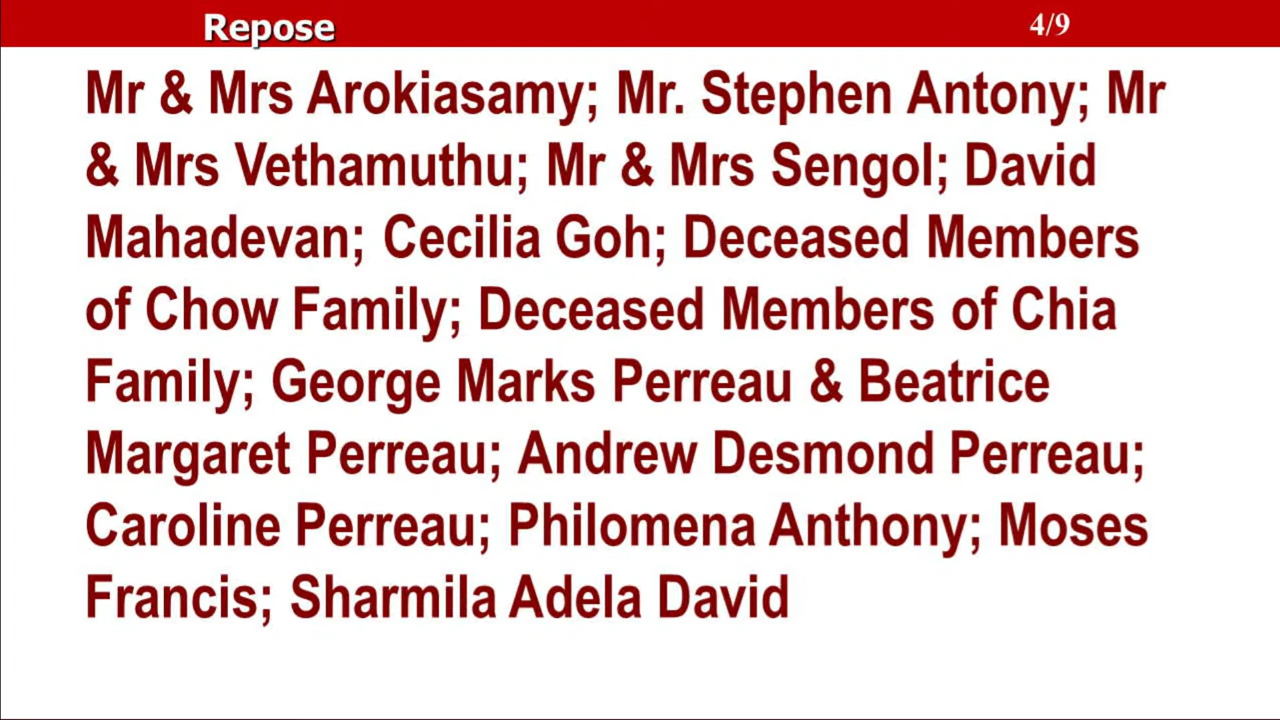 Repose
4/9
Mr & Mrs Arokiasamy; Mr. Stephen Antony; Mr
& Mrs Vethamuthu; Mr & Mrs Sengol; David
Mahadevan; Cecilia Goh; Deceased Members
of Chow Family; Deceased Members of Chia
Family; George Marks Perreau & Beatrice
Margaret Perreau; Andrew Desmond Perreau;
Caroline Perreau; Philomena Anthony; Moses
Francis; Sharmila Adela David